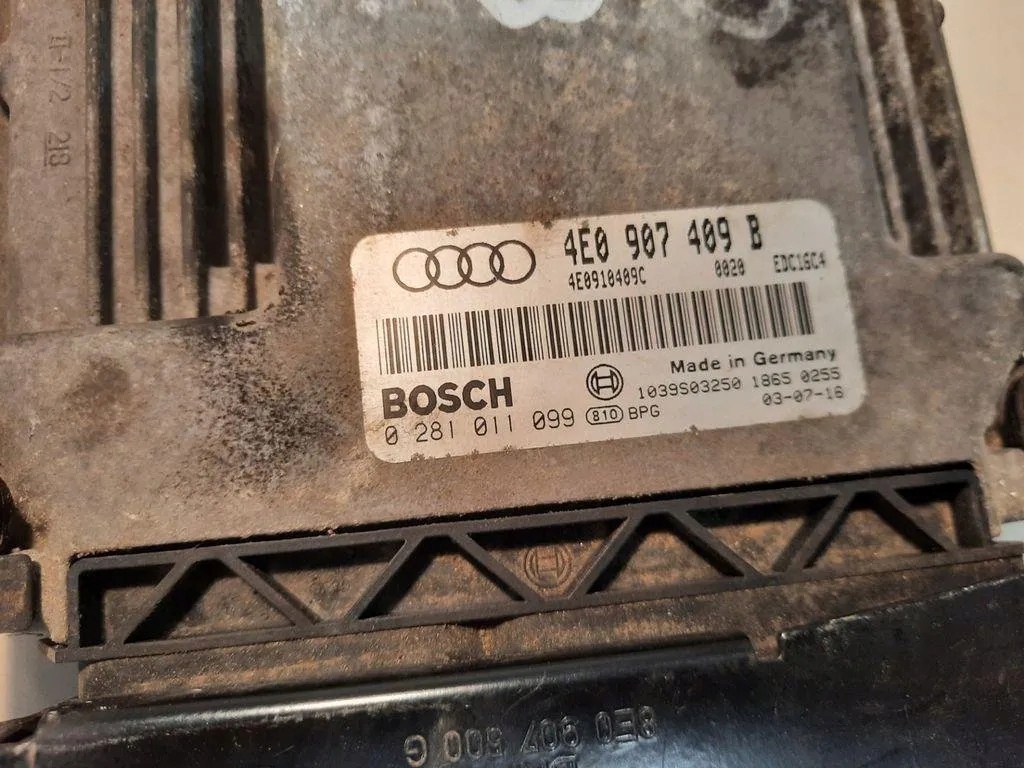 4E0 907 409 B
4E0910409C 0020 EDC16C4
Made in Germany
BOSCH
1039S03250 1865 0255
0 281 011 099 810 BPG
03-07-16
8E0 907 600 G